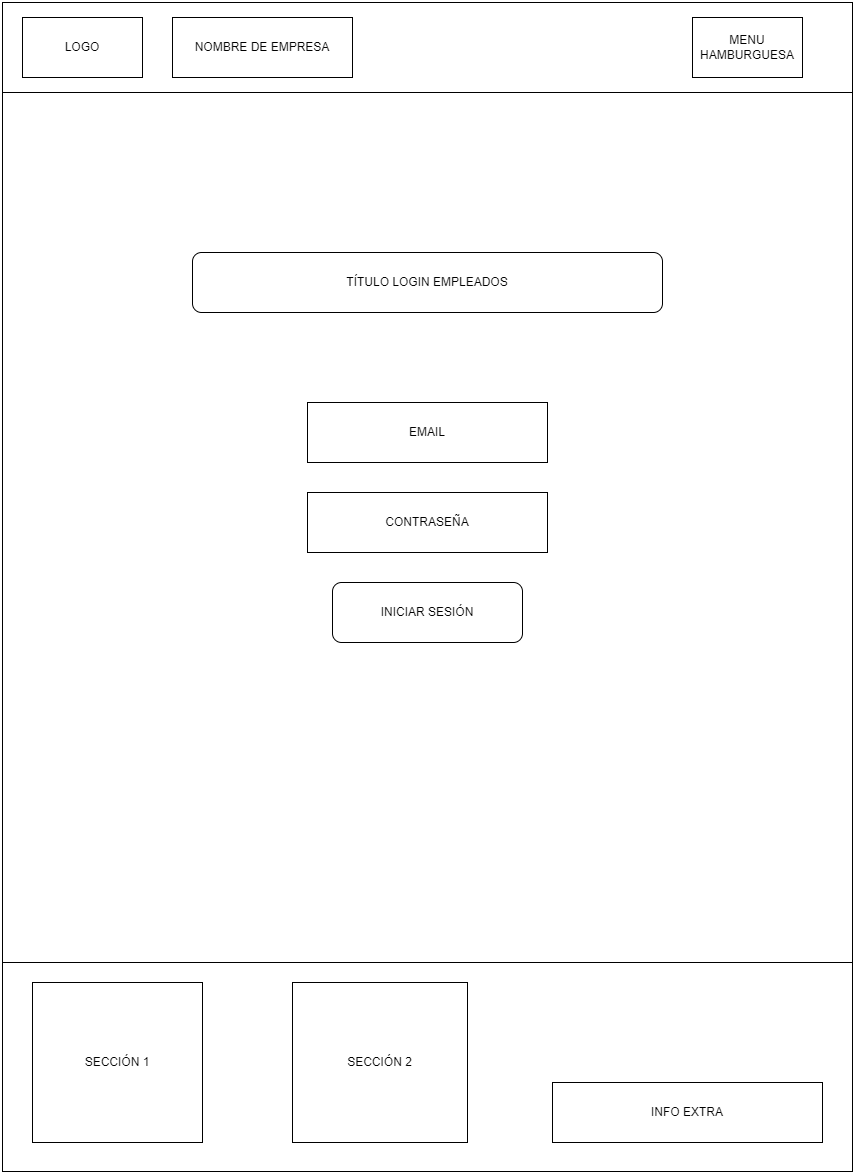 LOGO
NOMBRE DE EMPRESA
MENU
HAMBURGUESA
TÍTULO LOGIN EMPLEADOS
EMAIL
CONTRASEÑA
INICIAR SESIÓN
SECCIÓN 1
SECCIÓN 2
INFO EXTRA